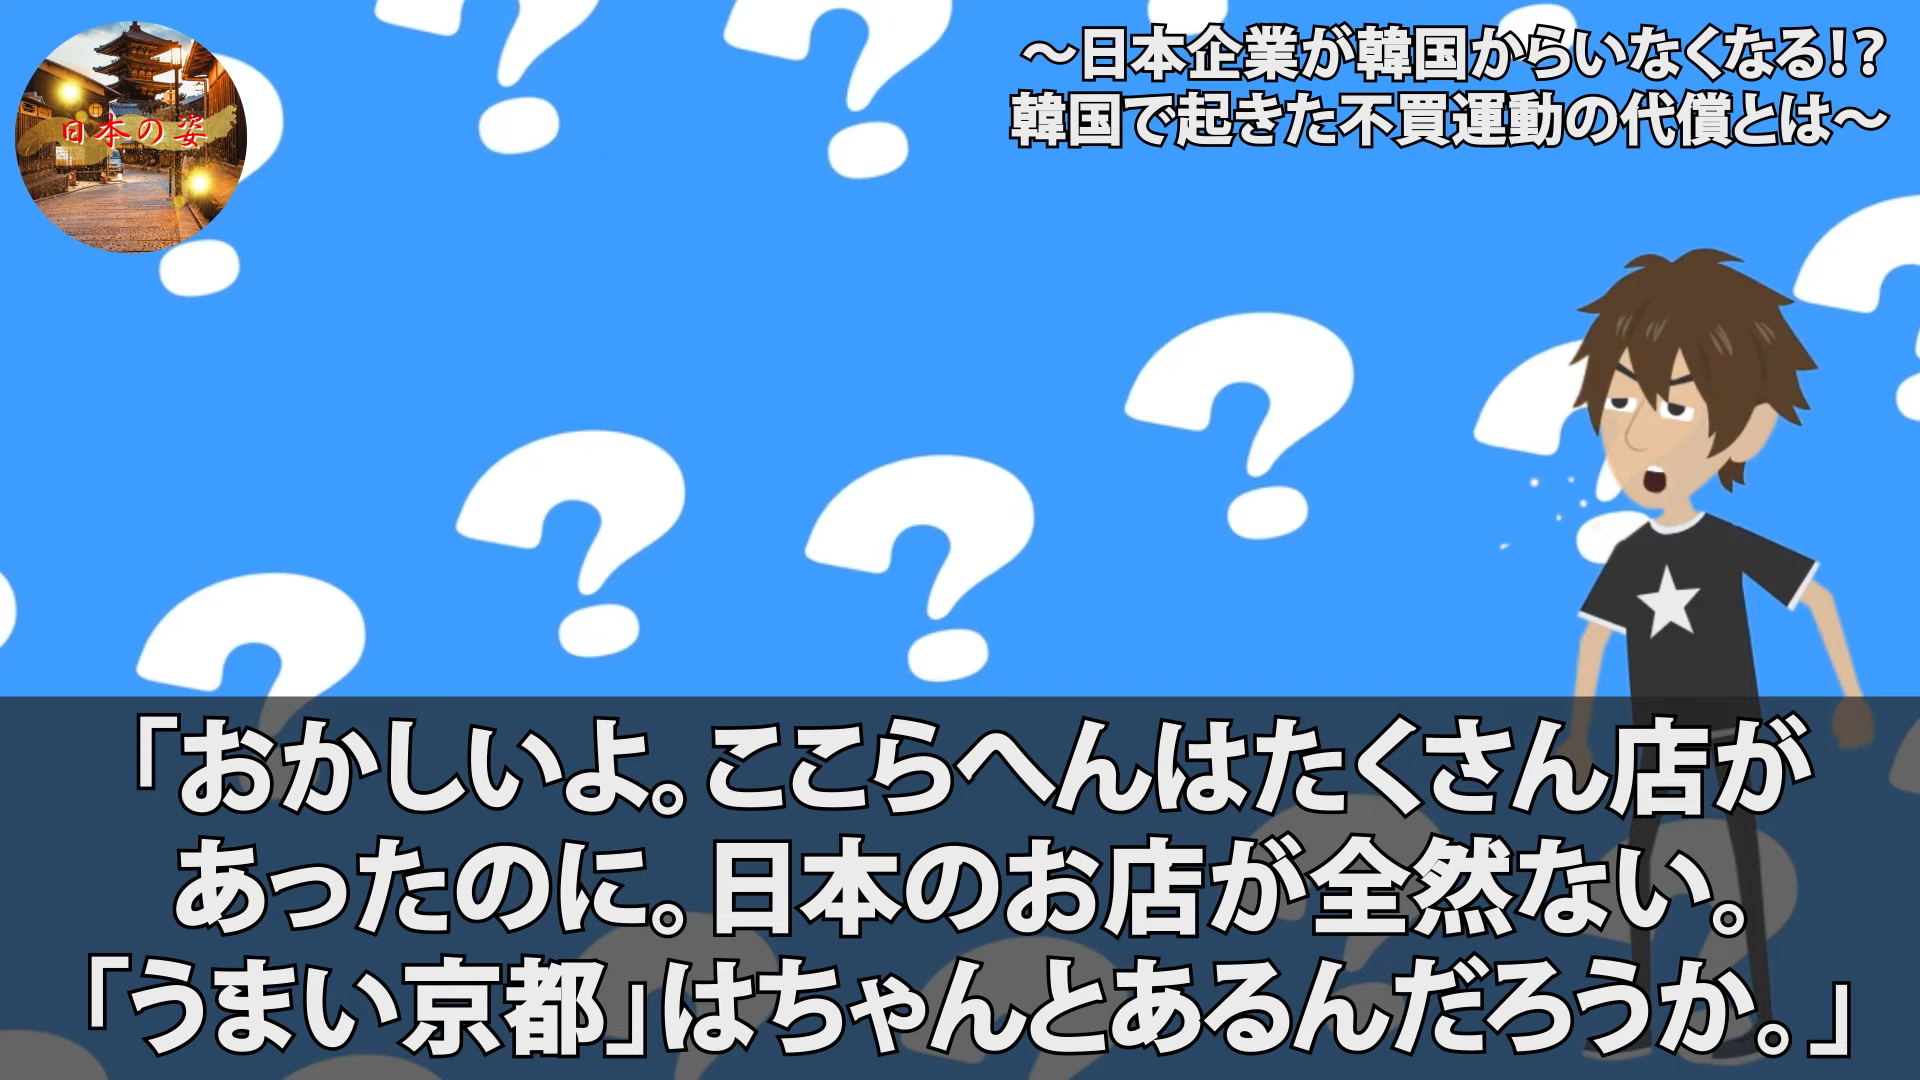 日本の姿
～日本企業が韓国からいなくなる!?
韓国で起きた不買運動の代償とは～
「おかしいよ。ここらへんはたくさん店が
あったのに。日本のお店が全然ない。
「うまい京都」はちゃんとあるんだろうか。」